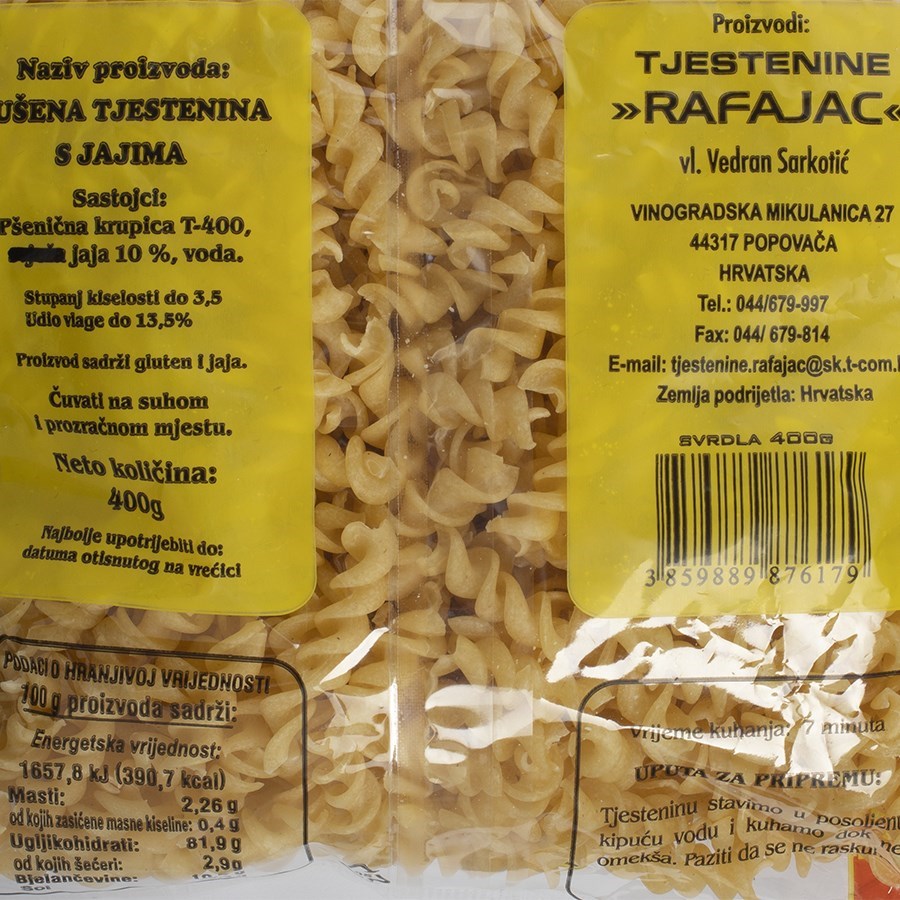 Naziv proizvoda:
UŠENA TJESTENINA
S JAJIMA
Sastojci:
Pšenična krupica T-400,
jaja 10 %, voda.
Stupanj kiselosti do 3,5
Udio vlage do 13,5%
Proizvod sadrži gluten i jaja.
Čuvati na suhom
i prozračnom mjestu.
Neto količina:
400g
Najbolje upotrijebiti do:
datuma otisnutog na vrećici
PODACI O HRANJIVOJ VRIJEDNOSTI
100 g proizvoda sadrži:
Energetska vrijednost:
1657,8 kJ (390,7 kcal)
Masti: 2,26 g
od kojih zasićene masne kiseline: 0,4 g
Ugljikohidrati: 81,9 g
od kojih šećeri: 2,9g
Bjelančevine:
Sol
Proizvodi:
TJESTENINE
»RAFAJAC«
vl. Vedran Sarkotić
VINOGRADSKA MIKULANICA 27
44317 POPOVAČA
HRVATSKA
Tel.: 044/679-997
Fax: 044/ 679-814
E-mail: tjestenine.rafajac@sk.t-com.
Zemlja podrijetla: Hrvatska
SVRDLA 400G
3 859889 876179
Vrijeme kuhanja: 7 minuta
UPUTA ZA PRIPREMU:
Tjesteninu stavimo u posoljen
kipuću vodu i kuhamo dok ne
omekša. Paziti da se ne rasku